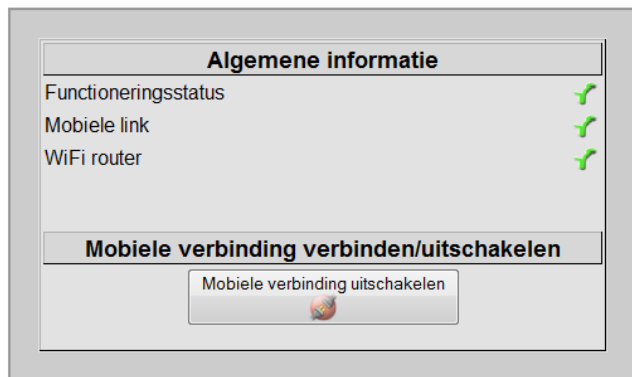 Algemene informatie
Functioneringsstatus
Mobiele link
WiFi router
Mobiele verbinding verbinden/uitschakelen
Mobiele verbinding uitschakelen